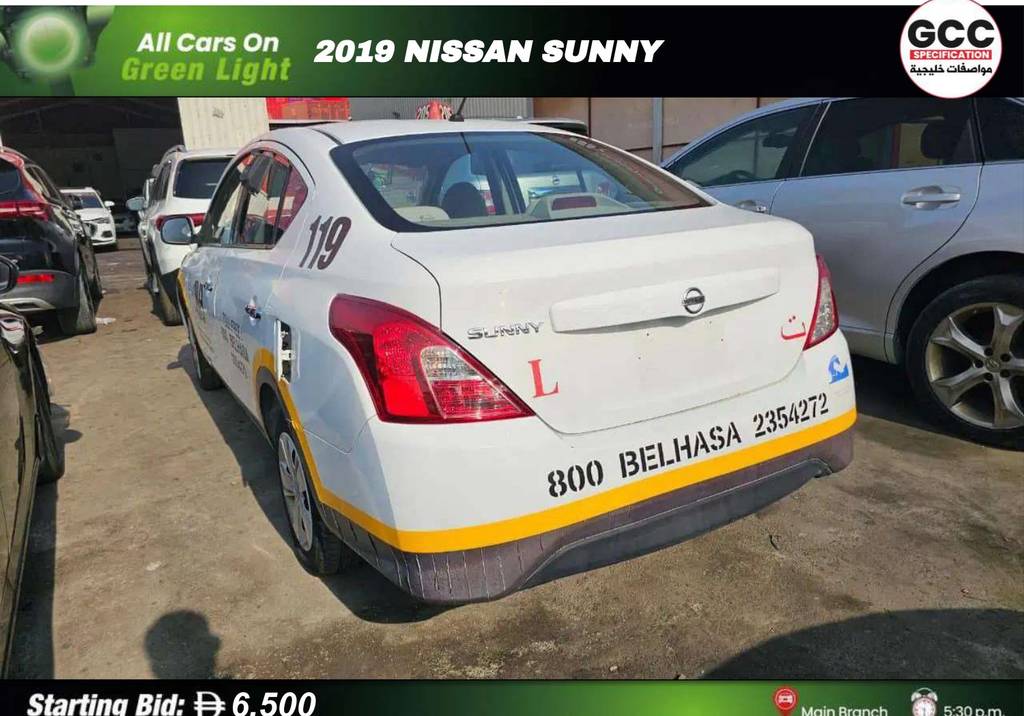 All Cars On
Green Light
2019 NISSAN SUNNY
GCC
SPECIFICATION
مواصفات خليجية
119
SUNNY
L
ت
800 BELHASA 2354272
Starting Bid: 6,500
Main Branch
5:30 p.m.